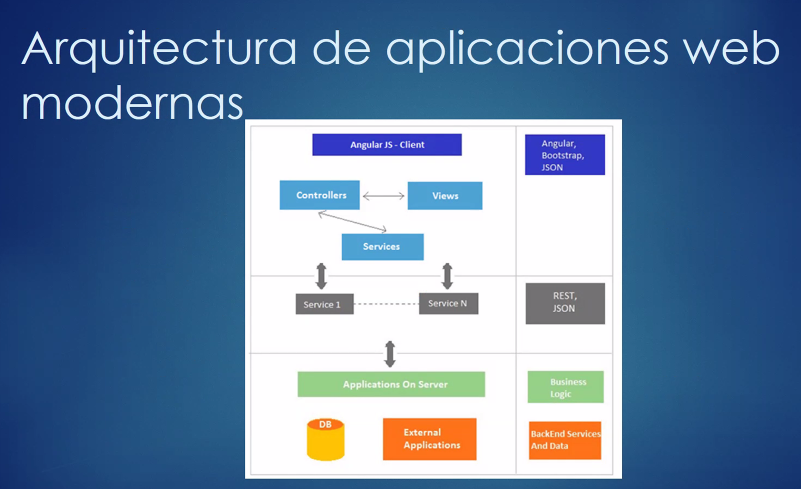 Arquitectura de aplicaciones web
modernas
Angular JS - Client
Angular,
Bootstrap,
JSON
Controllers
Views
Services
Service 1
Service N
REST,
JSON
Applications On Server
Business
Logic
DB
External
Applications
BackEnd Services
And Data